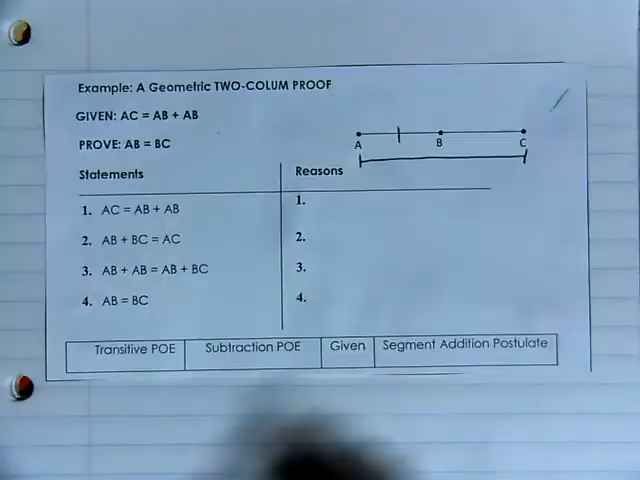 Example: A Geometric TWO-COLUM PROOF
GIVEN: AC = AB + AB
PROVE: AB = BC
A B C
Statements Reasons
1. AC = AB + AB 1.
2. AB + BC = AC 2.
3. AB + AB = AB + BC 3.
4. AB = BC 4.
Transitive POE Subtraction POE Given Segment Addition Postulate